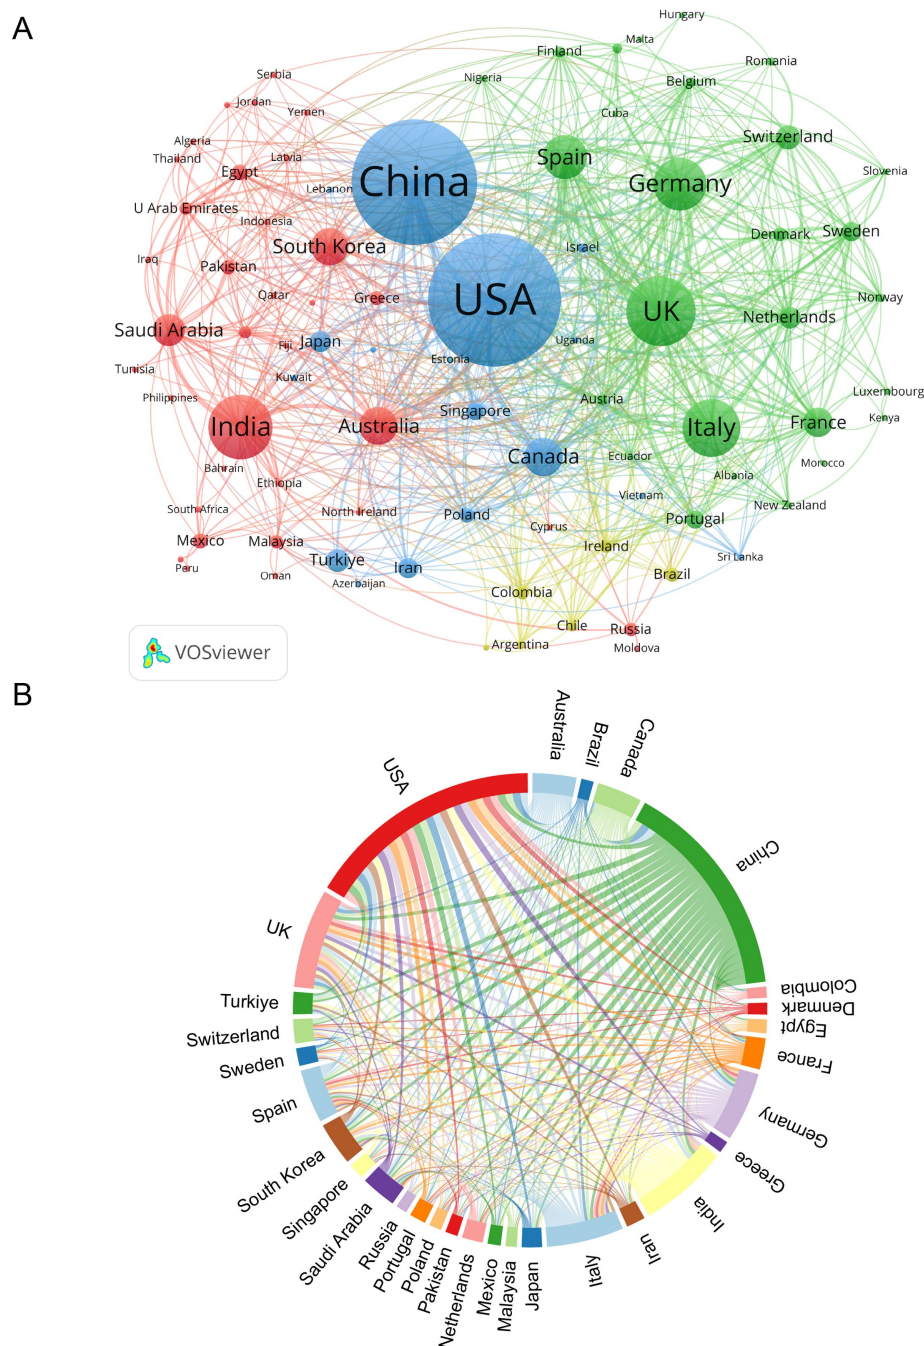 A
Hungary
Malta
Finland
Romania
Serbia
Nigeria
Belgium
Jordan
Yemen
Cuba
Switzerland
Algeria
Thailand
Latvia
Spain
Egypt
China
Germany
Slovenia
Lebanon
U Arab Emirates
Indonesia
South Korea
Israel
Denmark
Sweden
Iraq
Pakistan
Qatar
Greece
USA
UK
Norway
Netherlands
Saudi Arabia
Fiji
Japan
Uganda
Estonia
Tunisia
Kuwait
Philippines
Singapore
Austria
Luxembourg
India
Australia
Italy
France
Kenya
Canada
Ecuador
Bahrain
Morocco
Ethiopia
Albania
Vietnam
South Africa
North Ireland
Poland
New Zealand
Portugal
Cyprus
Mexico
Malaysia
Ireland
Sri Lanka
Turkiye
Iran
Peru
Oman
Azerbaijan
Brazil
Colombia
Chile
Russia
Argentina
Moldova
VOSviewer
B
Australia
Brazil
Canada
China
Colombia
Denmark
Egypt
France
Germany
Greece
India
Iran
Italy
Japan
Malaysia
Mexico
Netherlands
Pakistan
Poland
Portugal
Russia
Saudi Arabia
Singapore
South Korea
Spain
Sweden
Switzerland
Turkiye
UK
USA